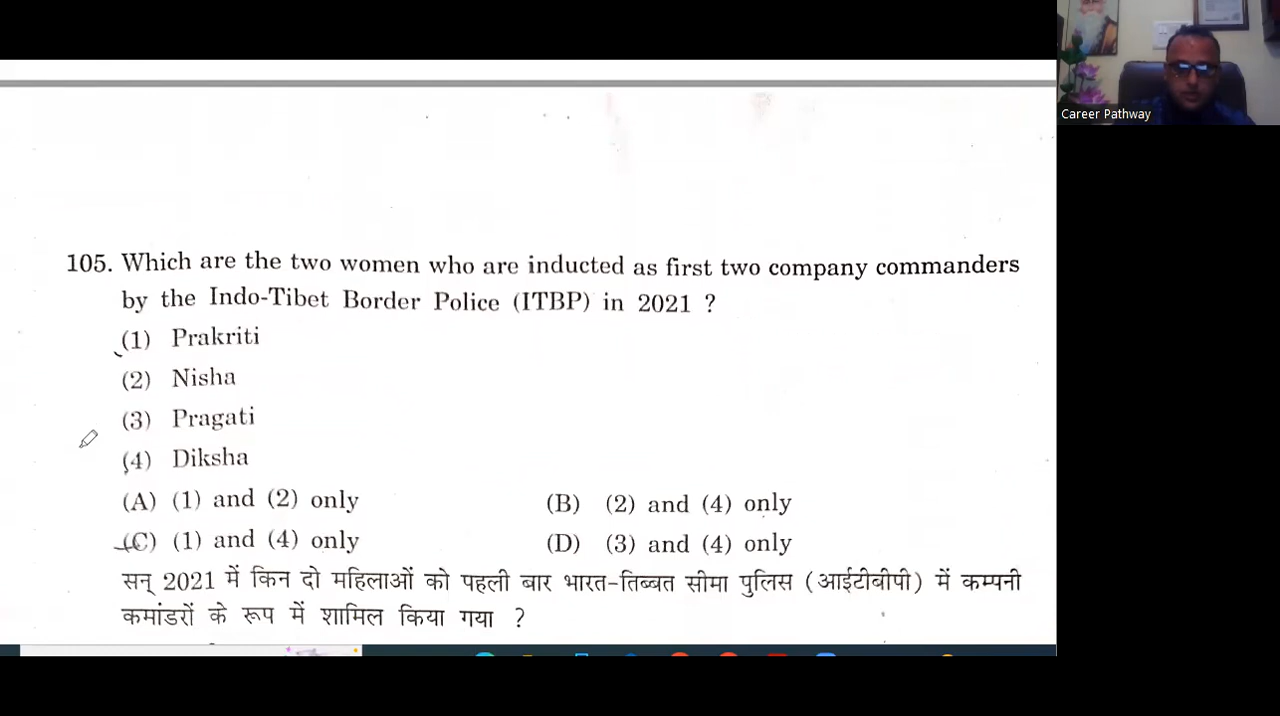 Career Pathway
105. Which are the two women who are inducted as first two company commanders
by the Indo-Tibet Border Police (ITBP) in 2021 ?
(1) Prakriti
(2) Nisha
(3) Pragati
(4) Diksha
(A) (1) and (2) only (B) (2) and (4) only
(C) (1) and (4) only (D) (3) and (4) only
सन् 2021 में किन दो महिलाओं को पहली बार भारत-तिब्बत सीमा पुलिस (आईटीबीपी) में कम्पनी
कमांडरों के रूप में शामिल किया गया ?